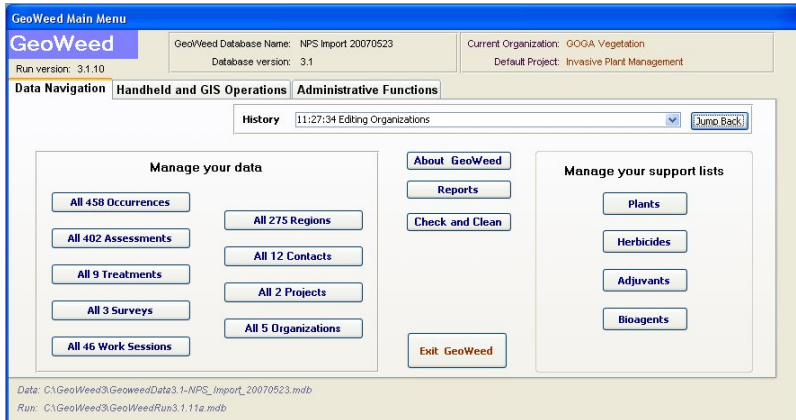 GeoWeed Main Menu
GeoWeed
Run version: 3.1.10
GeoWeed Database Name: NPS Import 20070523
Database version: 3.1
Current Organization: GOGA Vegetation
Default Project: Invasive Plant Management
Data Navigation Handheld and GIS Operations Administrative Functions
History 11:27:34 Editing Organizations Jump Back
Manage your data
All 458 Occurrences
All 402 Assessments
All 9 Treatments
All 3 Surveys
All 46 Work Sessions
All 275 Regions
All 12 Contacts
All 2 Projects
All 5 Organizations
About GeoWeed
Reports
Check and Clean
Exit GeoWeed
Manage your support lists
Plants
Herbicides
Adjuvants
Bioagents
Data: C:\GeoWeed3\GeoweedData3.1-NPS_Import_20070523.mdb
Run: C:\GeoWeed3\GeoWeedRun3.1.11a.mdb